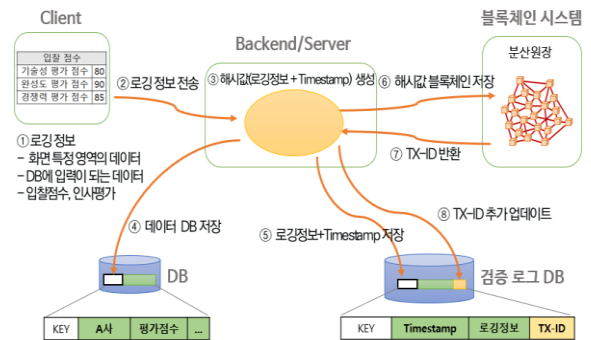 Client
Backend/Server
블록체인 시스템
입찰 점수
기술성 평가 점수 80
완성도 평가 점수 90
경쟁력 평가 점수 85
② 로깅 정보 전송
③ 해시값(로깅정보 + Timestamp) 생성
⑥ 해시값 블록체인 저장
분산원장
① 로깅 정보
- 화면 특정 영역의 데이터
- DB에 입력이 되는 데이터
- 입찰점수, 인사평가
⑦ TX-ID 반환
④ 데이터 DB 저장
⑤ 로깅정보+Timestamp 저장
⑧ TX-ID 추가 업데이트
DB
검증 로그 DB
KEY A사 평가점수 ...
KEY Timestamp 로깅정보 TX-ID